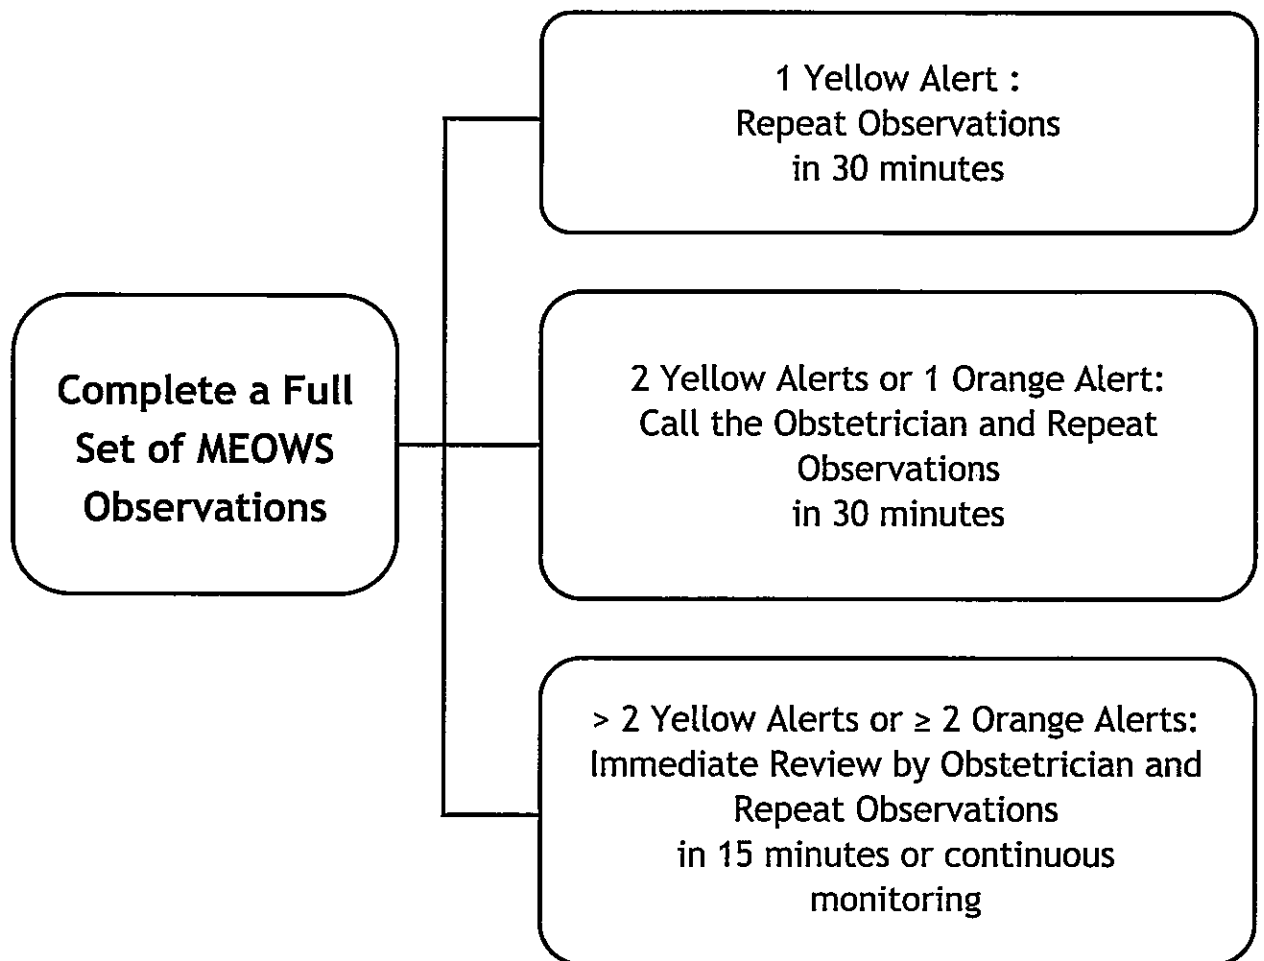 1 Yellow Alert :
Repeat Observations
in 30 minutes
Complete a Full
Set of MEOWS
Observations
2 Yellow Alerts or 1 Orange Alert:
Call the Obstetrician and Repeat
Observations
in 30 minutes
> 2 Yellow Alerts or ≥ 2 Orange Alerts:
Immediate Review by Obstetrician and
Repeat Observations
in 15 minutes or continuous
monitoring